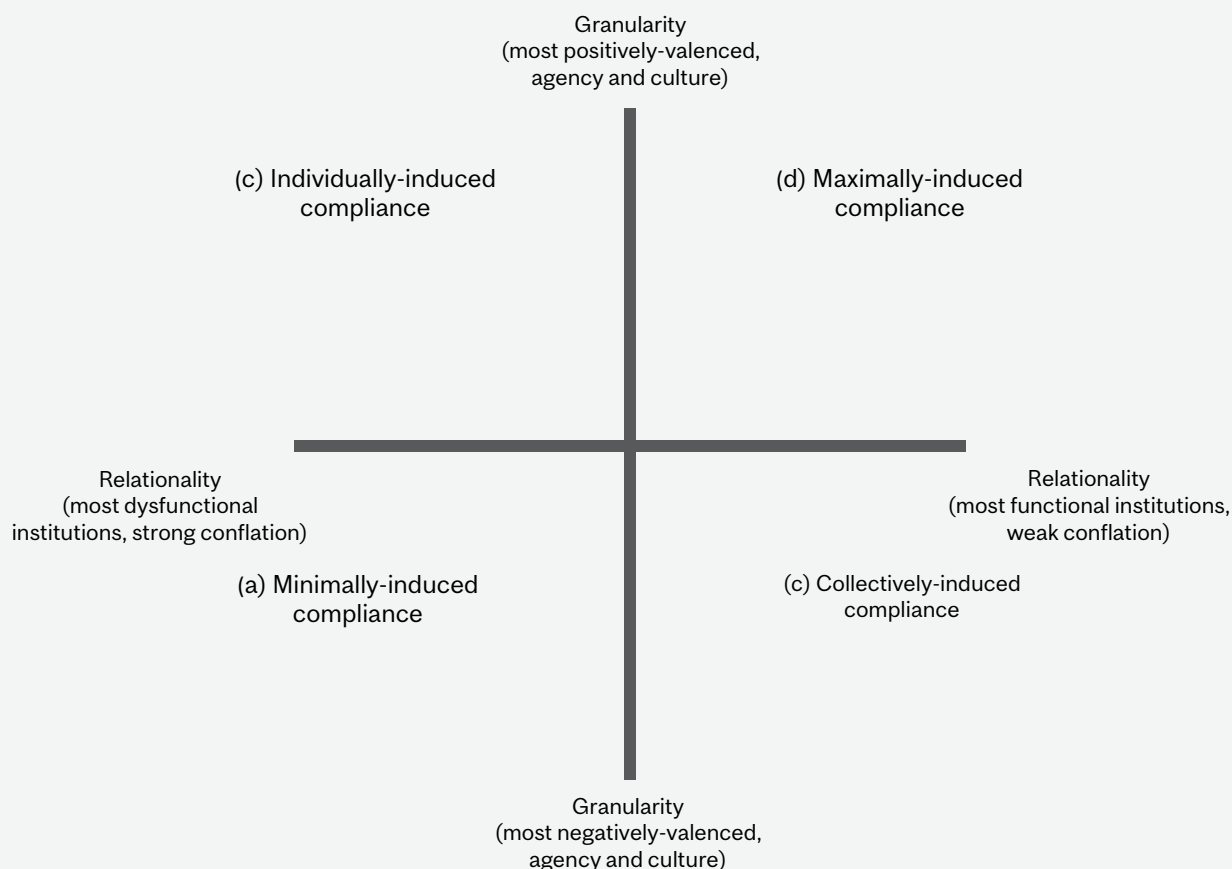 Granularity
(most positively-valenced,
agency and culture)
(c) Individually-induced
compliance
(d) Maximally-induced
compliance
Relationality
(most dysfunctional
institutions, strong conflation)
Relationality
(most functional institutions,
weak conflation)
(a) Minimally-induced
compliance
(c) Collectively-induced
compliance
Granularity
(most negatively-valenced,
agency and culture)